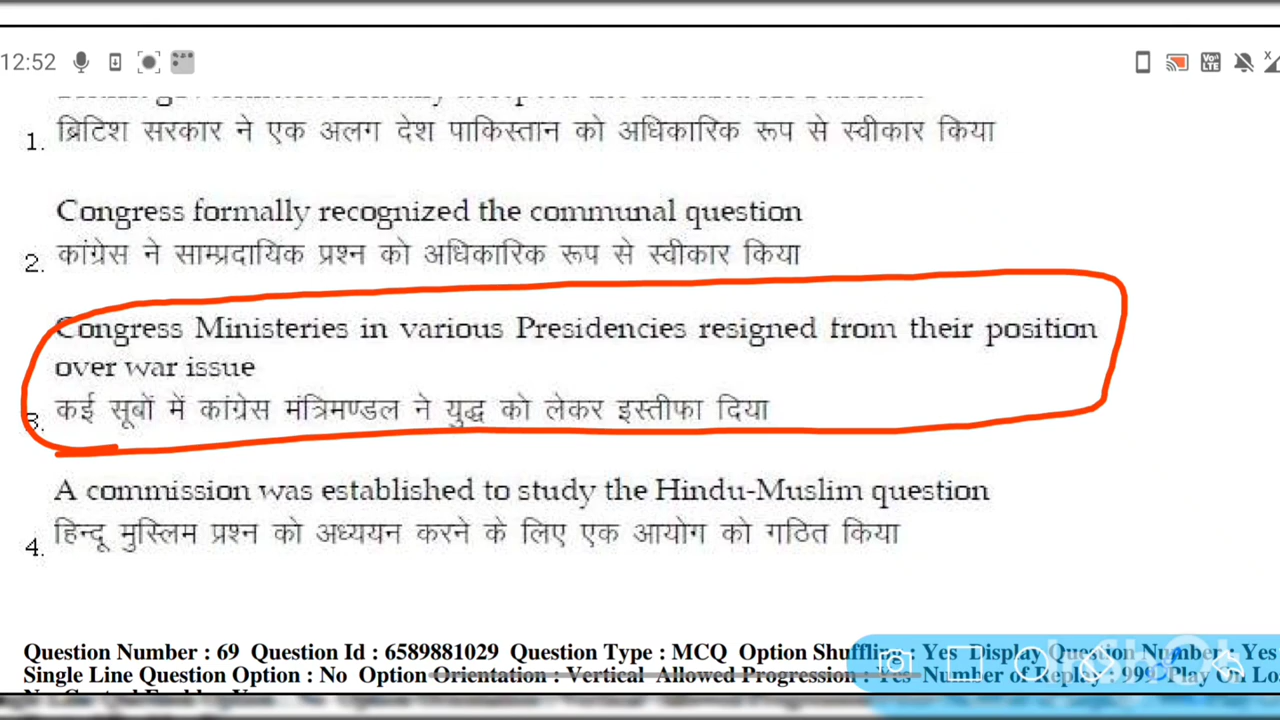 12:52
1. ब्रिटिश सरकार ने एक अलग देश पाकिस्तान को अधिकारिक रूप से स्वीकार किया
Congress formally recognized the communal question
2. कांग्रेस ने साम्प्रदायिक प्रश्न को अधिकारिक रूप से स्वीकार किया
Congress Ministeries in various Presidencies resigned from their position
over war issue
3. कई सूबों में कांग्रेस मंत्रिमण्डल ने युद्ध को लेकर इस्तीफा दिया
A commission was established to study the Hindu-Muslim question
4. हिन्दू मुस्लिम प्रश्न को अध्ययन करने के लिए एक आयोग को गठित किया
Question Number : 69 Question Id : 6589881029 Question Type : MCQ Option Shuffling : Yes Display Question Number : Yes
Single Line Question Option : No Option Orientation : Vertical Allowed Progression : Yes Number of Replay : 999 Play On